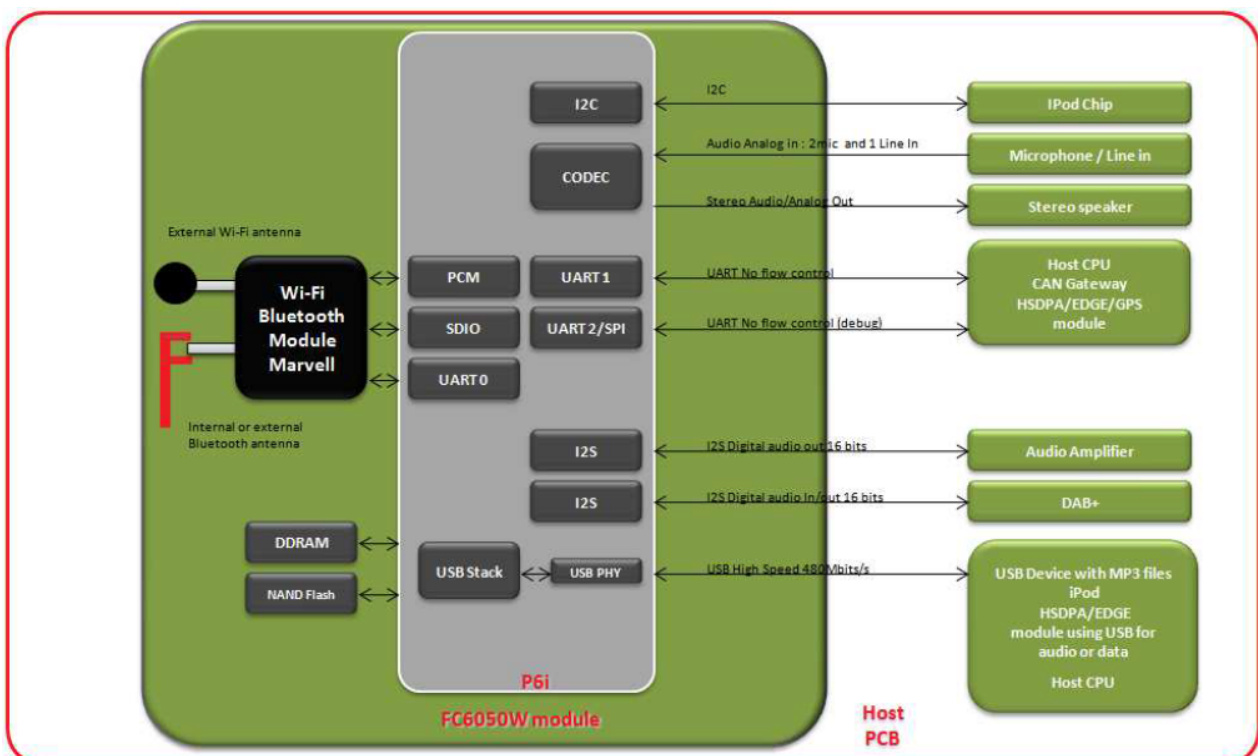 I2C
I2C
IPod Chip
Audio Analog in : 2mic and 1 Line In
Microphone / Line in
CODEC
Stereo Audio/Analog Out
Stereo speaker
External Wi-Fi antenna
Wi-Fi
Bluetooth
Module
Marvell
PCM
UART 1
UART No flow control
SDIO
UART 2/SPI
UART No flow control (debug)
UART 0
Host CPU
CAN Gateway
HSDPA/EDGE/GPS
module
Internal or external
Bluetooth antenna
I2S
I2S Digital audio out 16 bits
Audio Amplifier
I2S
I2S Digital audio In/out 16 bits
DAB+
DDRAM
NAND Flash
USB Stack
USB PHY
USB High Speed 480Mbits/s
USB Device with MP3 files
iPod
HSDPA/EDGE
module using USB for
audio or data
Host CPU
P6i
FC6050W module
Host
PCB